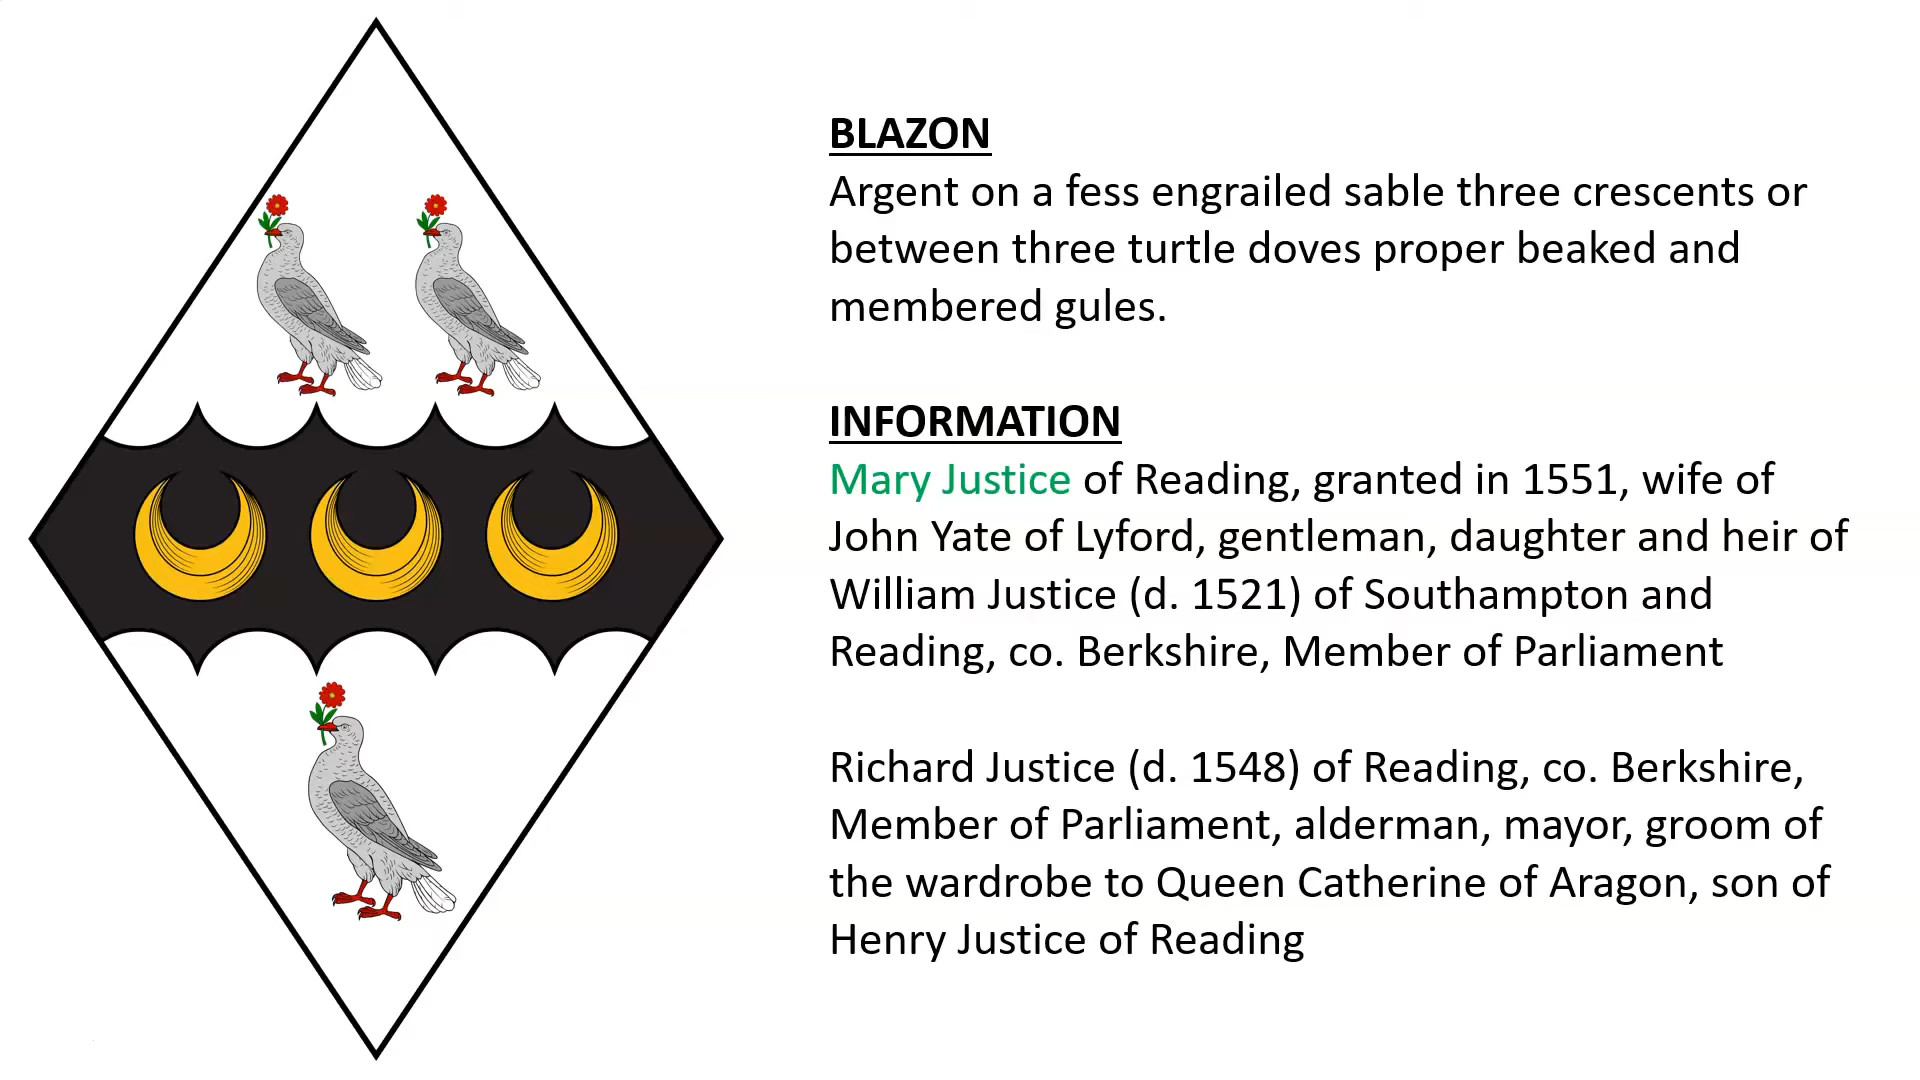 BLAZON
Argent on a fess engrailed sable three crescents or
between three turtle doves proper beaked and
membered gules.
INFORMATION
Mary Justice of Reading, granted in 1551, wife of
John Yate of Lyford, gentleman, daughter and heir of
William Justice (d. 1521) of Southampton and
Reading, co. Berkshire, Member of Parliament
Richard Justice (d. 1548) of Reading, co. Berkshire,
Member of Parliament, alderman, mayor, groom of
the wardrobe to Queen Catherine of Aragon, son of
Henry Justice of Reading